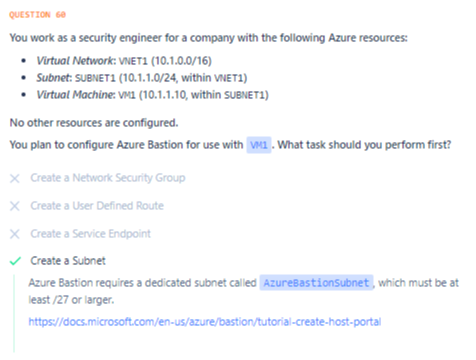 QUESTION 60
You work as a security engineer for a company with the following Azure resources:
• Virtual Network: VNET1 (10.1.0.0/16)
• Subnet: SUBNET1 (10.1.1.0/24, within VNET1)
• Virtual Machine: VM1 (10.1.1.10, within SUBNET1)
No other resources are configured.
You plan to configure Azure Bastion for use with VM1. What task should you perform first?
Create a Network Security Group
Create a User Defined Route
Create a Service Endpoint
Create a Subnet
Azure Bastion requires a dedicated subnet called AzureBastionSubnet, which must be at
least /27 or larger.
https://docs.microsoft.com/en-us/azure/bastion/tutorial-create-host-portal